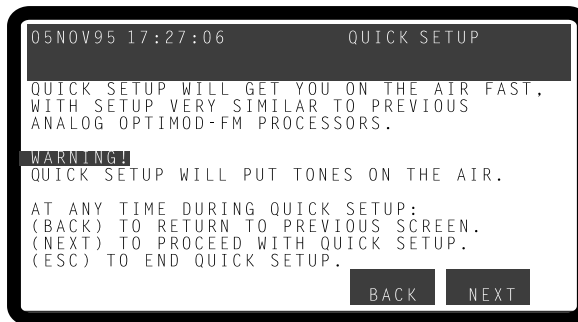 05NOV95 17:27:06 QUICK SETUP
QUICK SETUP WILL GET YOU ON THE AIR FAST,
WITH SETUP VERY SIMILAR TO PREVIOUS
ANALOG OPTIMOD-FM PROCESSORS.
WARNING!
QUICK SETUP WILL PUT TONES ON THE AIR.
AT ANY TIME DURING QUICK SETUP:
(BACK) TO RETURN TO PREVIOUS SCREEN.
(NEXT) TO PROCEED WITH QUICK SETUP.
(ESC) TO END QUICK SETUP.
BACK NEXT